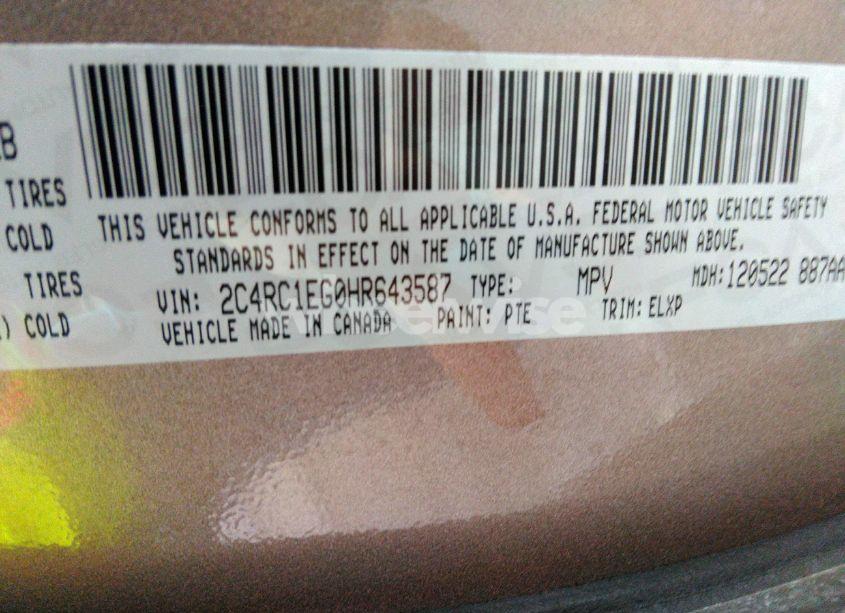 B
TIRES
COLD
TIRES
) COLD
THIS VEHICLE CONFORMS TO ALL APPLICABLE U.S.A. FEDERAL MOTOR VEHICLE SAFETY
STANDARDS IN EFFECT ON THE DATE OF MANUFACTURE SHOWN ABOVE.
VIN: 2C4RC1EG0HR643587 TYPE: MPV MDH:120522 887AA
VEHICLE MADE IN CANADA PAINT: PTE TRIM: ELXP